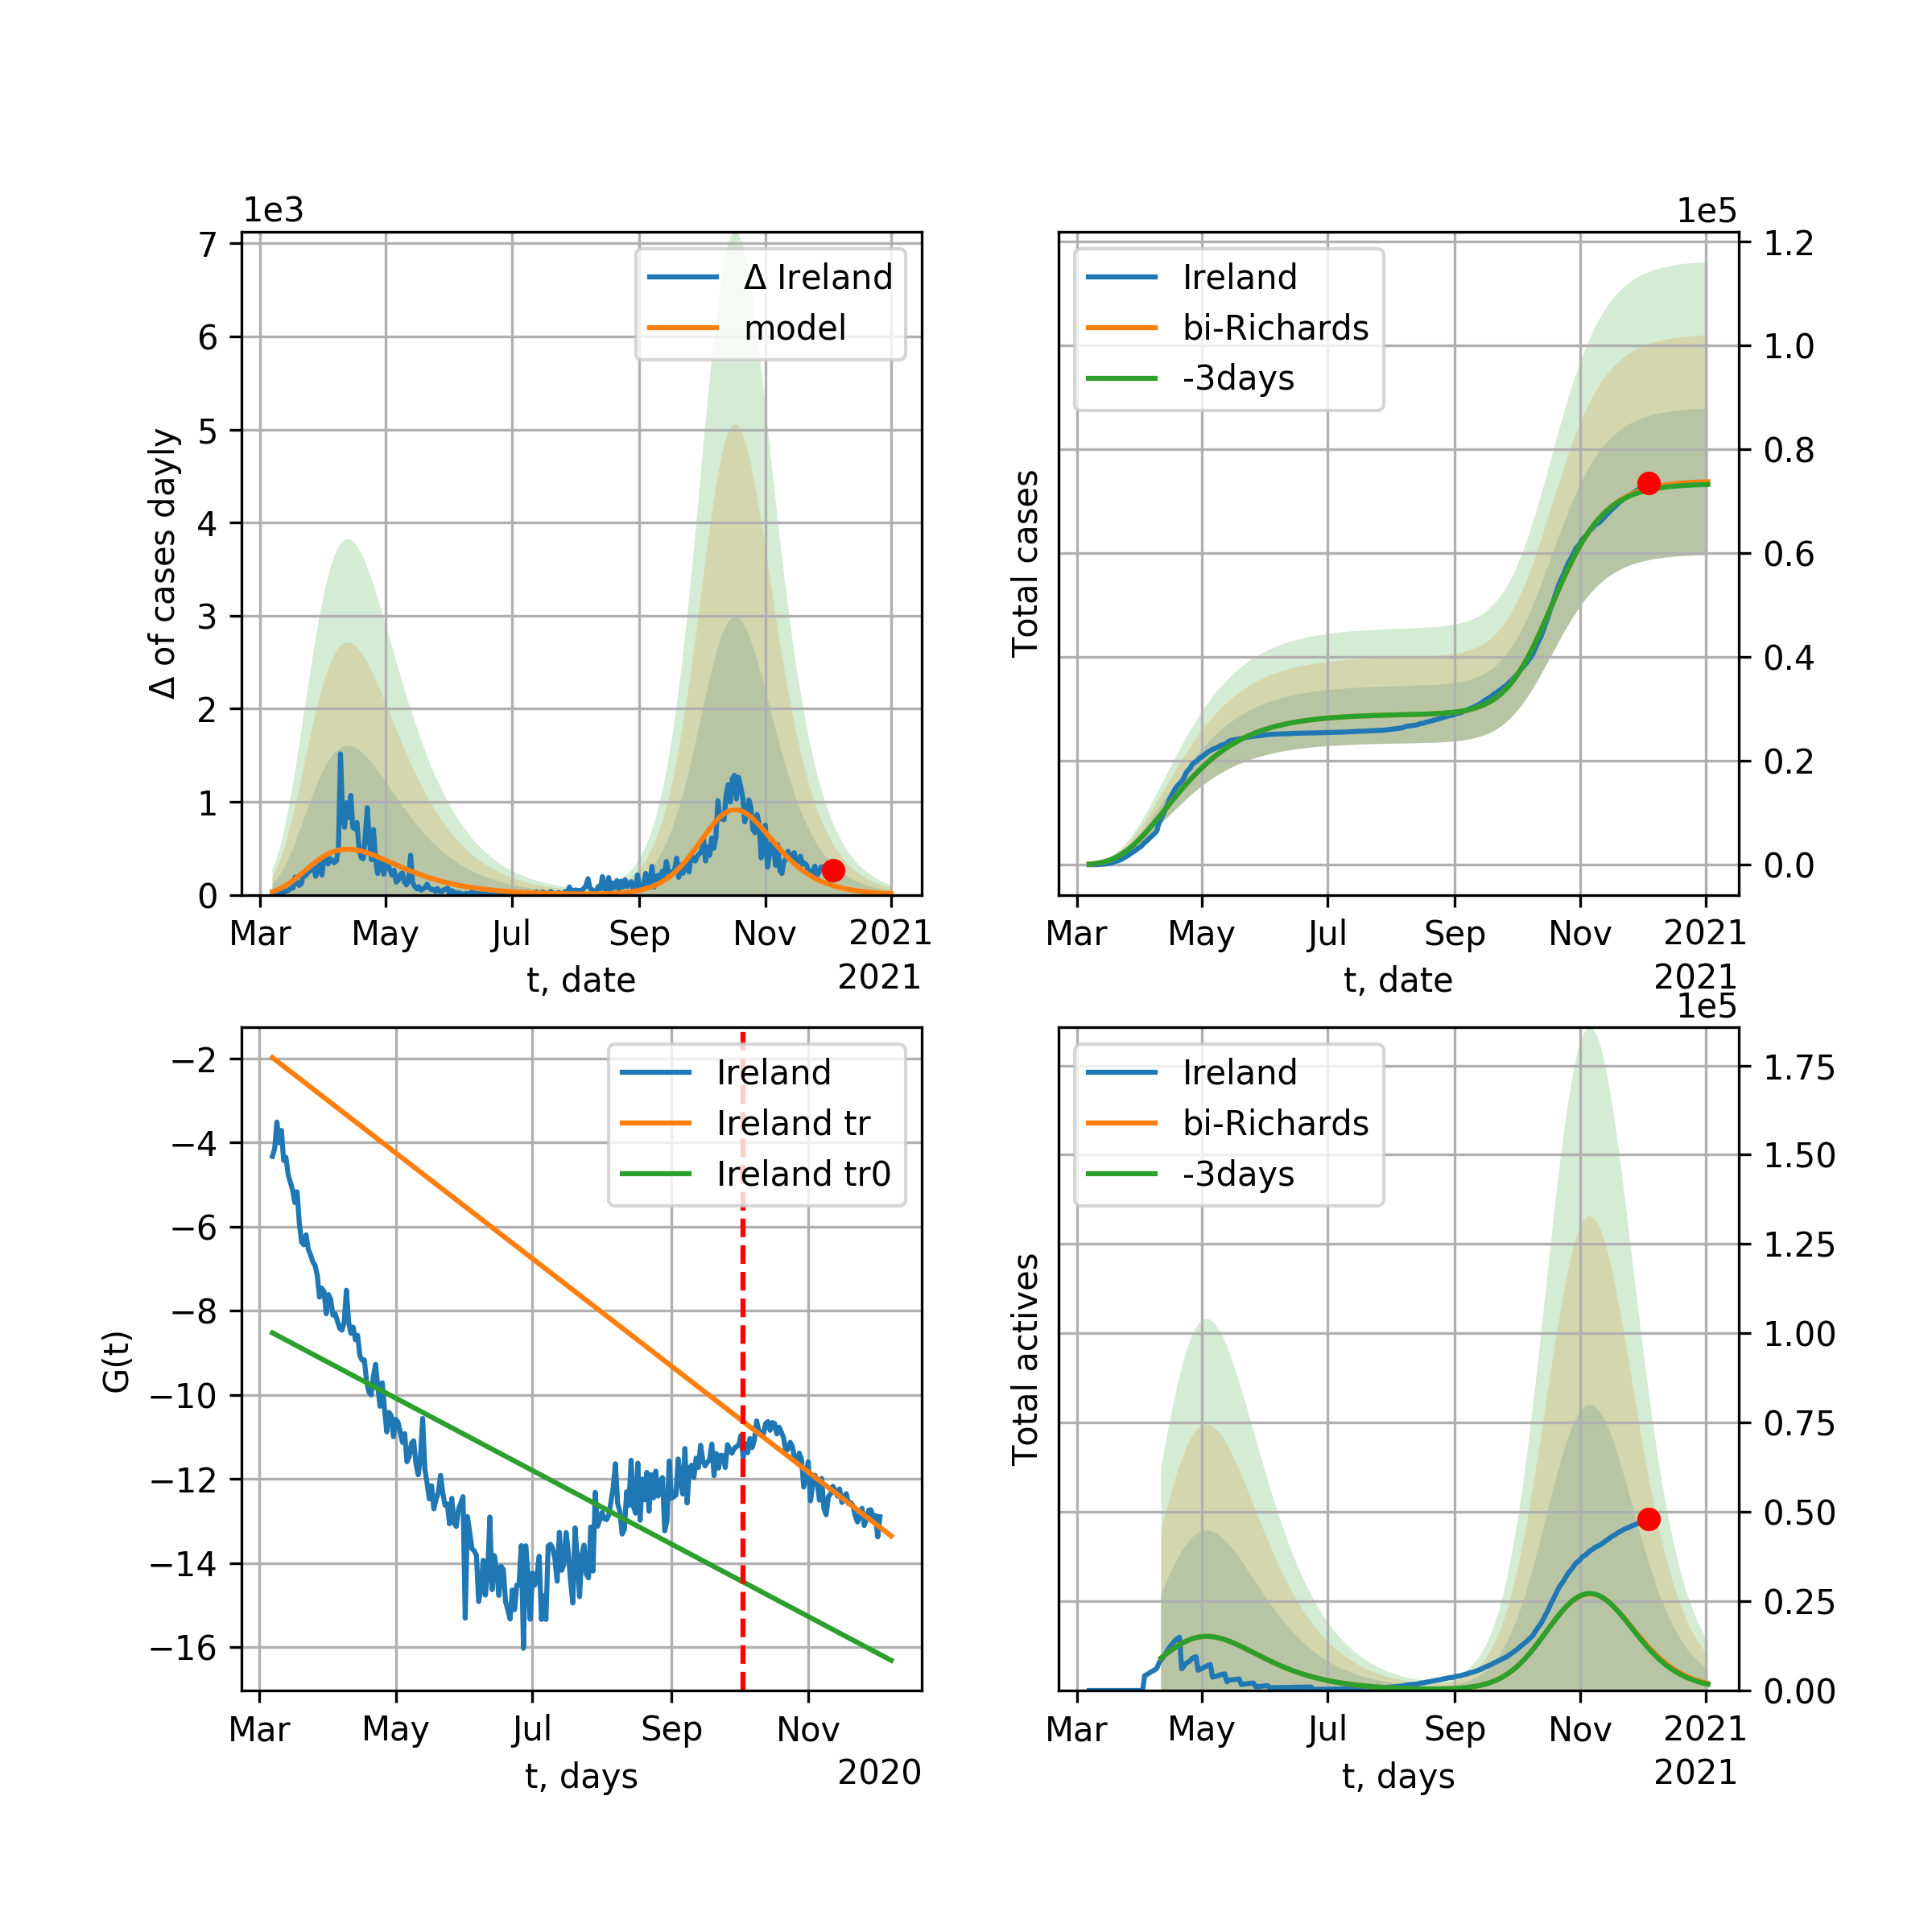 1e3
7
6
5
4
3
2
1
0
Δ of cases dayly
Δ Ireland
model
Mar May Jul Sep Nov 2021
t, date
2021
1e5
1.2
1.0
0.8
0.6
0.4
0.2
0.0
Total cases
Ireland
bi-Richards
-3days
Mar May Jul Sep Nov 2021
t, date
2021
−2
−4
−6
−8
−10
−12
−14
−16
G(t)
Ireland
Ireland tr
Ireland tr0
Mar May Jul Sep Nov
t, days
2020
1e5
1.75
1.50
1.25
1.00
0.75
0.50
0.25
0.00
Total actives
Ireland
bi-Richards
-3days
Mar May Jul Sep Nov 2021
t, days
2021